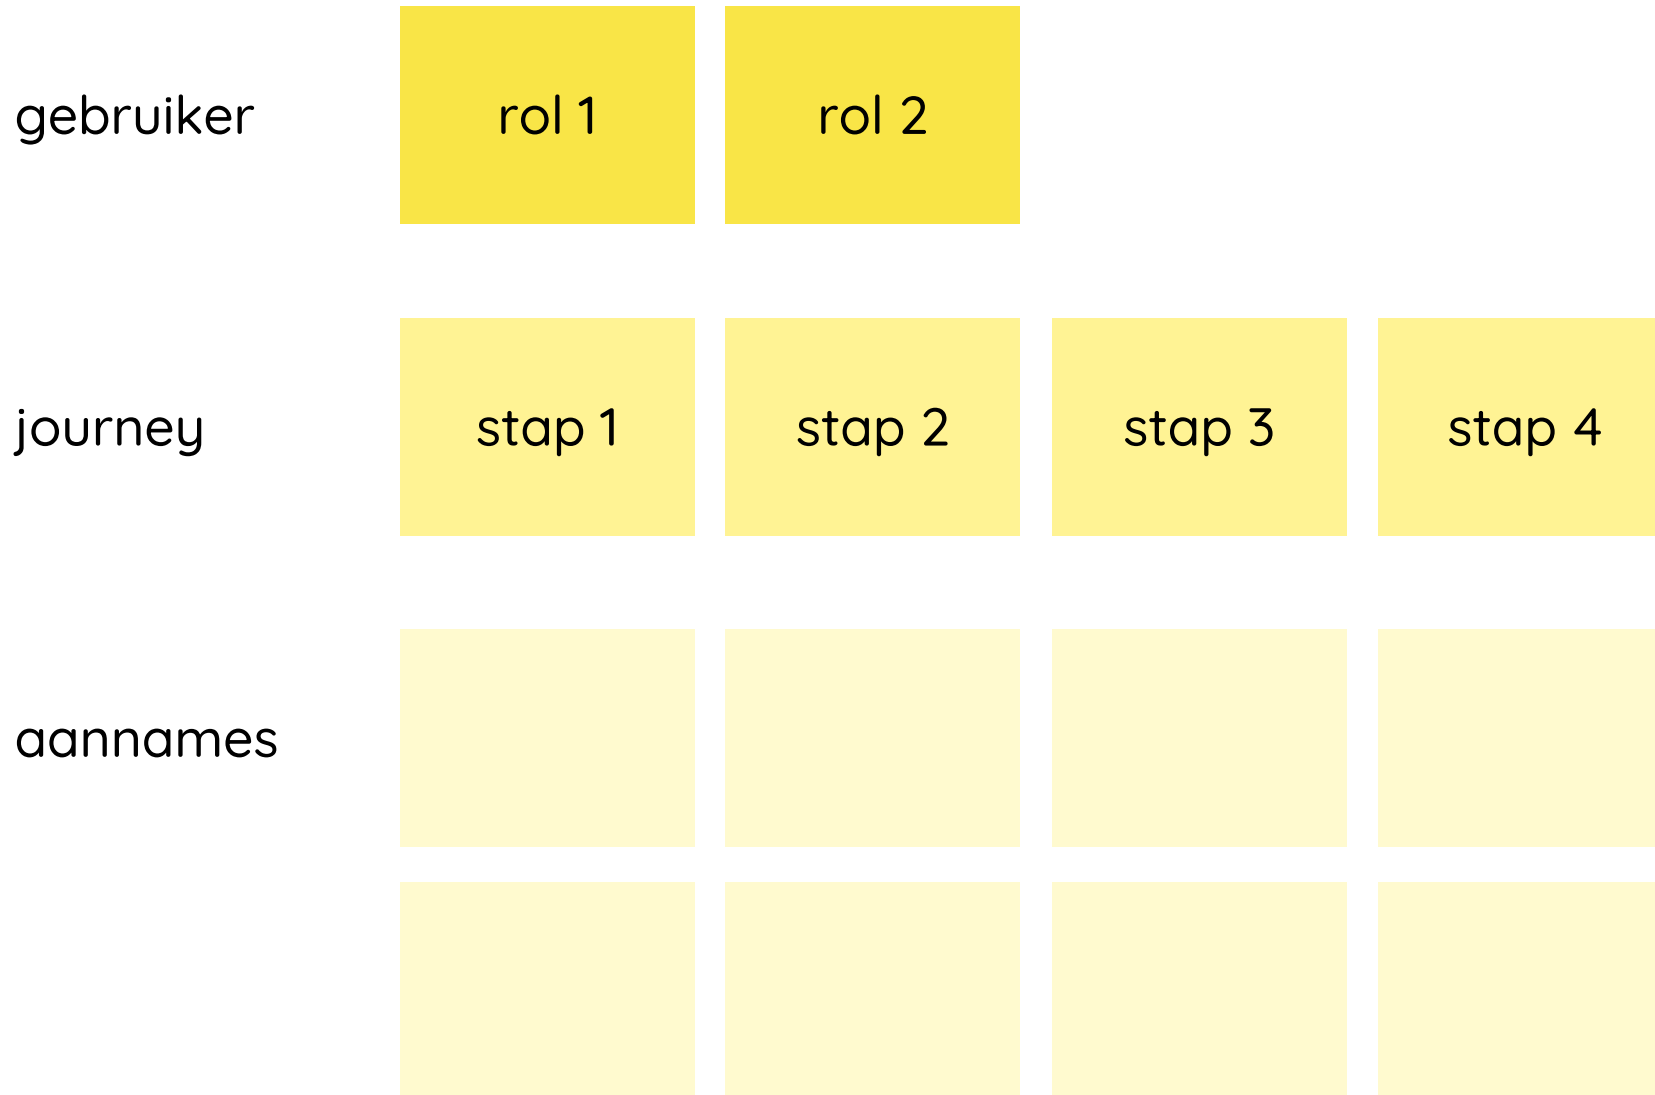 gebruiker rol 1 rol 2
journey stap 1 stap 2 stap 3 stap 4
aannames